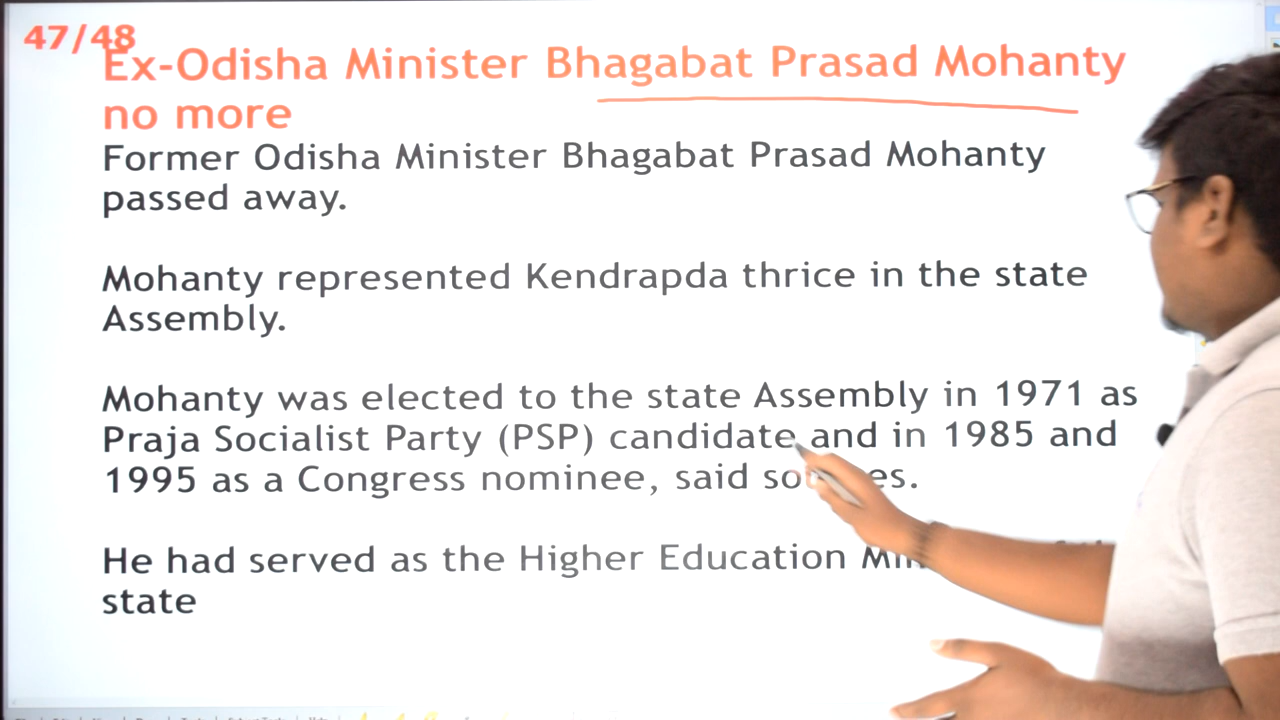 47/48
Ex-Odisha Minister Bhagabat Prasad Mohanty
no more
Former Odisha Minister Bhagabat Prasad Mohanty
passed away.
Mohanty represented Kendrapda thrice in the state
Assembly.
Mohanty was elected to the state Assembly in 1971 as
Praja Socialist Party (PSP) candidate and in 1985 and
1995 as a Congress nominee, said
He had served as the Higher Education
state